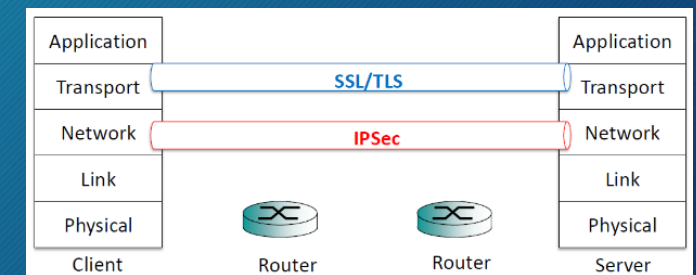 Application
Application
SSL/TLS
Transport
Transport
Network
IPSec
Network
Link
Link
Physical
Physical
Client
Router
Router
Server